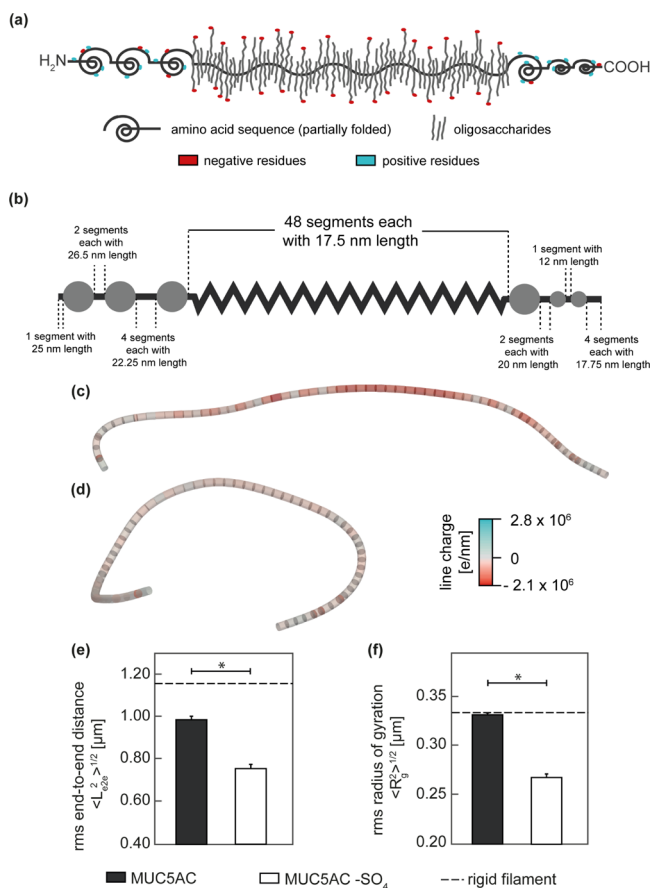 (a)
H2N
COOH
amino acid sequence (partially folded)
oligosaccharides
negative residues
positive residues
(b)
2 segments
each with
26.5 nm length
48 segments each
with 17.5 nm length
1 segment with
12 nm length
1 segment with
25 nm length
4 segments
each with
22.25 nm length
2 segments
each with
20 nm length
4 segments
each with
17.75 nm length
(c)
(d)
line charge
[e/nm]
2.8 x 10⁶
0
- 2.1 x 10⁶
(e)
rms end-to-end distance
<L²e2e>1/2 [μm]
1.20
1.00
0.80
0.60
0.40
*
(f)
rms radius of gyration
<R²g>1/2 [μm]
0.35
0.30
0.25
0.20
*
MUC5AC
MUC5AC -SO4
rigid filament